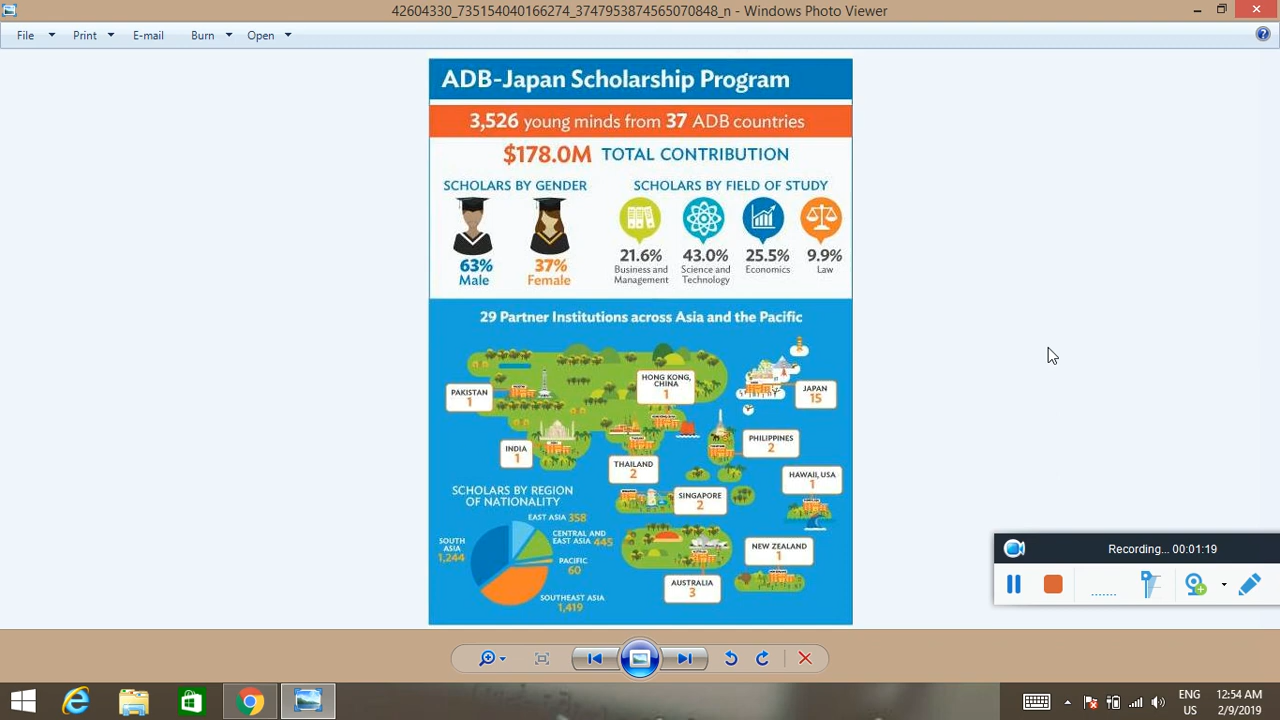 42604330_735154040166274_3747953874565070848_n - Windows Photo Viewer
File Print E-mail Burn Open
ADB-Japan Scholarship Program
3,526 young minds from 37 ADB countries
$178.0M TOTAL CONTRIBUTION
SCHOLARS BY GENDER
63% Male
37% Female
SCHOLARS BY FIELD OF STUDY
21.6%
Business and
Management
43.0%
Science and
Technology
25.5%
Economics
9.9%
Law
29 Partner Institutions across Asia and the Pacific
PAKISTAN
1
HONG KONG,
CHINA
1
JAPAN
15
INDIA
1
THAILAND
2
PHILIPPINES
2
SINGAPORE
2
HAWAII, USA
1
AUSTRALIA
3
NEW ZEALAND
1
SCHOLARS BY REGION
OF NATIONALITY
EAST ASIA 358
CENTRAL AND
EAST ASIA 445
PACIFIC
60
SOUTHEAST ASIA
1,419
SOUTH
ASIA
1,244
Recording... 00:01:19
ENG
US
12:54 AM
2/9/2019